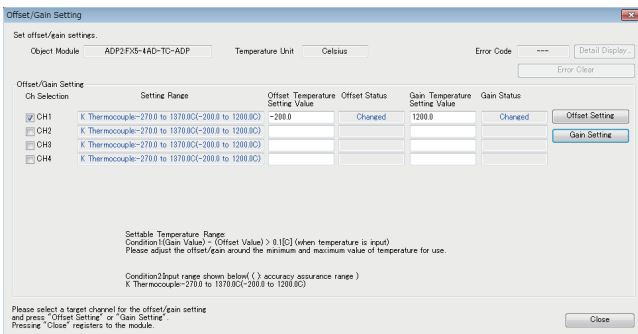 Offset/Gain Setting
Set offset/gain settings.
Object Module ADP2:FX5-4AD-TC-ADP Temperature Unit Celsius Error Code --- Detail Display..
Error Clear
Offset/Gain Setting
Ch Selection Setting Range Offset Temperature Setting Value Offset Status Gain Temperature Setting Value Gain Status
CH1 K Thermocouple:-270.0 to 1370.0C(-200.0 to 1200.0C) -200.0 Changed 1200.0 Changed Offset Setting
CH2 K Thermocouple:-270.0 to 1370.0C(-200.0 to 1200.0C) Gain Setting
CH3 K Thermocouple:-270.0 to 1370.0C(-200.0 to 1200.0C)
CH4 K Thermocouple:-270.0 to 1370.0C(-200.0 to 1200.0C)
Settable Temperature Range:
Condition1:(Gain Value) - (Offset Value) > 0.1[C] (when temperature is input)
Please adjust the offset/gain around the minimum and maximum value of temperature for use.
Condition2:Input range shown below( ( ): accuracy assurance range )
K Thermocouple:-270.0 to 1370.0C(-200.0 to 1200.0C)
Please select a target channel for the offset/gain setting
and press "Offset Setting" or "Gain Setting".
Pressing "Close" registers to the module.
Close